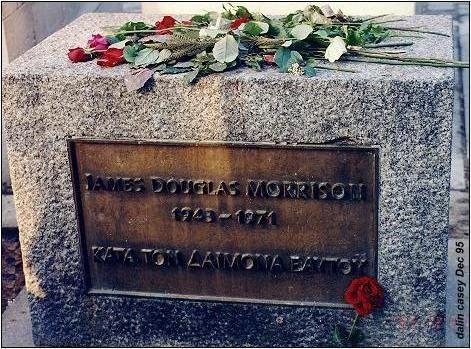 JAMES DOUGLAS MORRISON
1943-1971
ΚΑΤΑ ΤΟΝ ΔΑΙΜΟΝΑ ΕΑΥΤΟΥ
dalin casey Dec 95